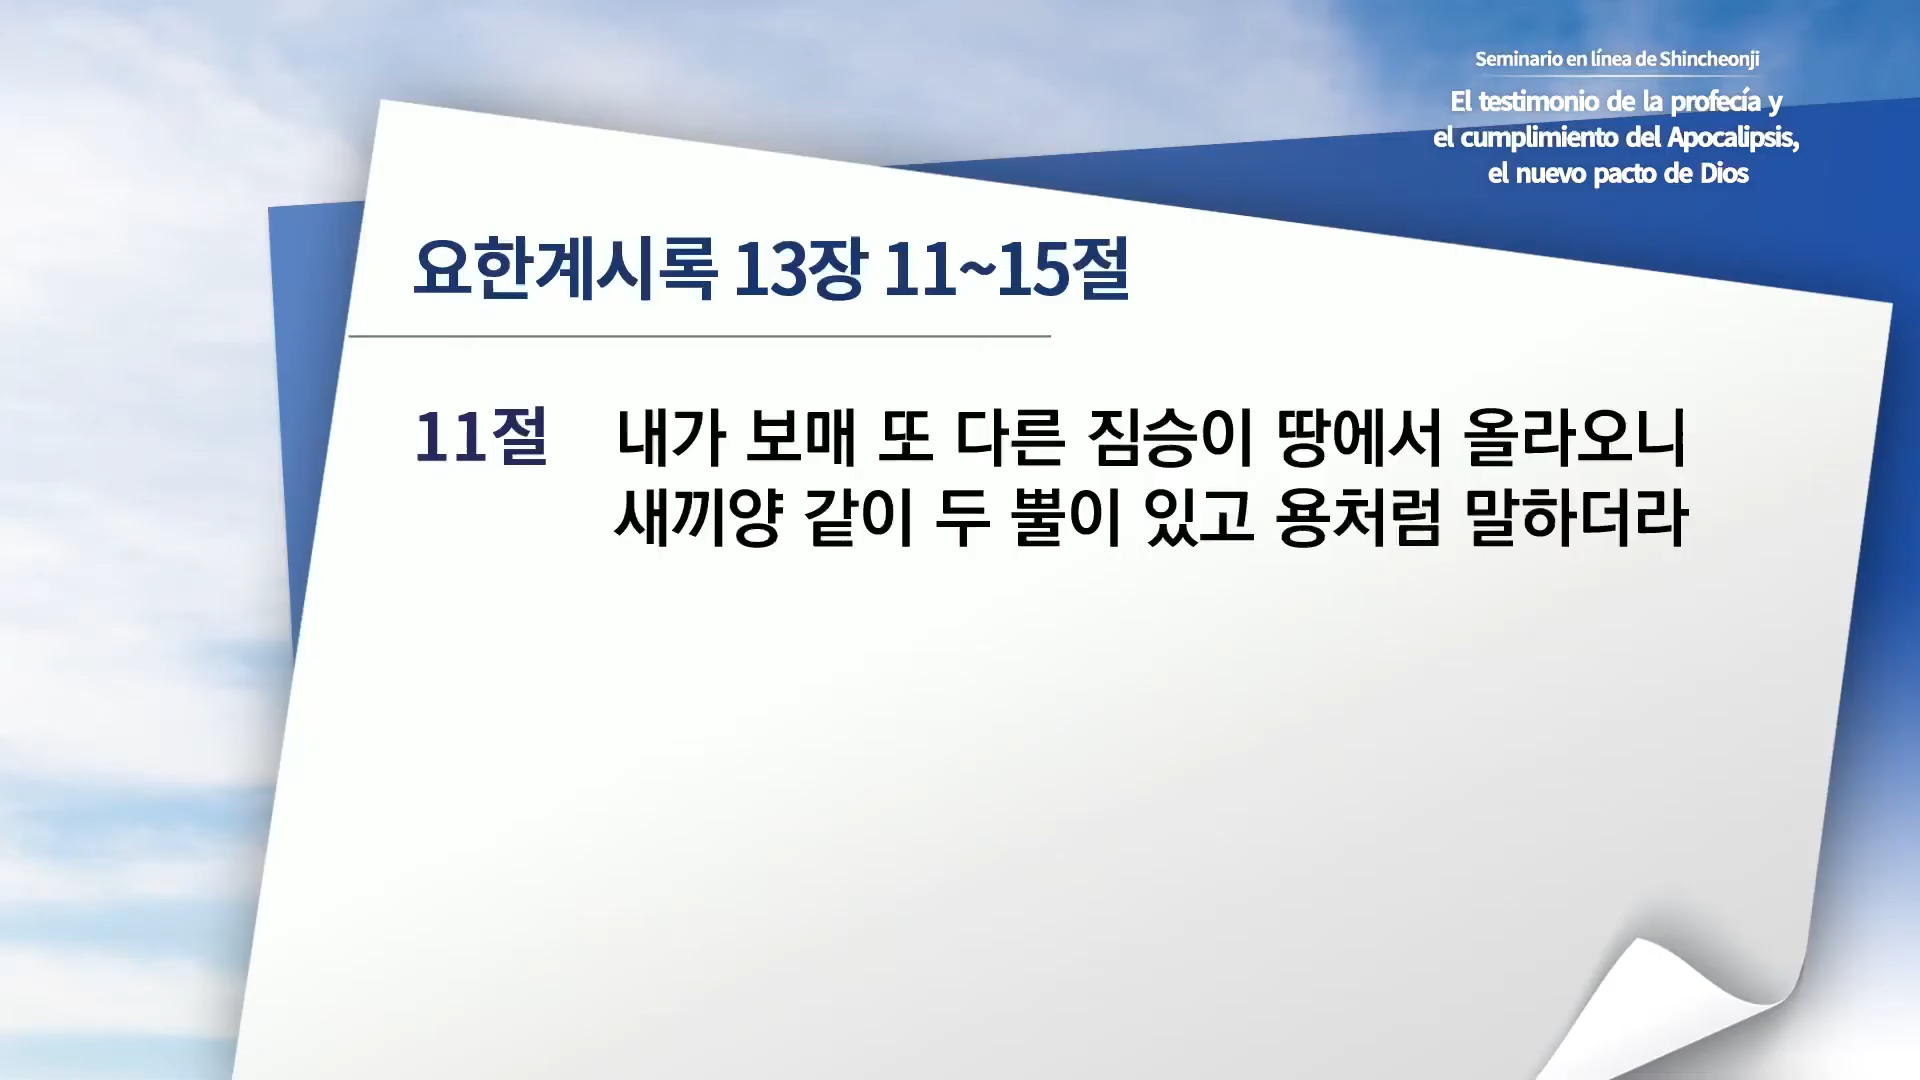 Seminario en línea de Shincheonji
El testimonio de la profecía y
el cumplimiento del Apocalipsis,
el nuevo pacto de Dios
요한계시록 13장 11~15절
11절 내가 보매 또 다른 짐승이 땅에서 올라오니
새끼양 같이 두 뿔이 있고 용처럼 말하더라